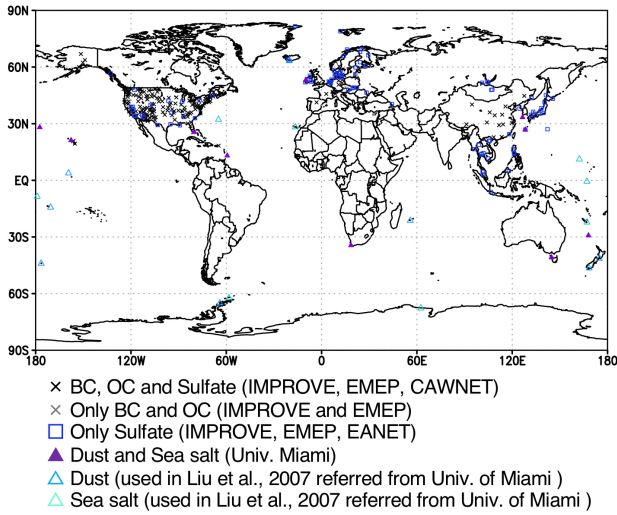 90N
60N
30N
EQ
30S
60S
90S
180 120W 60W 0 60E 120E 180
BC, OC and Sulfate (IMPROVE, EMEP, CAWNET)
Only BC and OC (IMPROVE and EMEP)
Only Sulfate (IMPROVE, EMEP, EANET)
Dust and Sea salt (Univ. Miami)
Dust (used in Liu et al., 2007 referred from Univ. of Miami )
Sea salt (used in Liu et al., 2007 referred from Univ. of Miami )